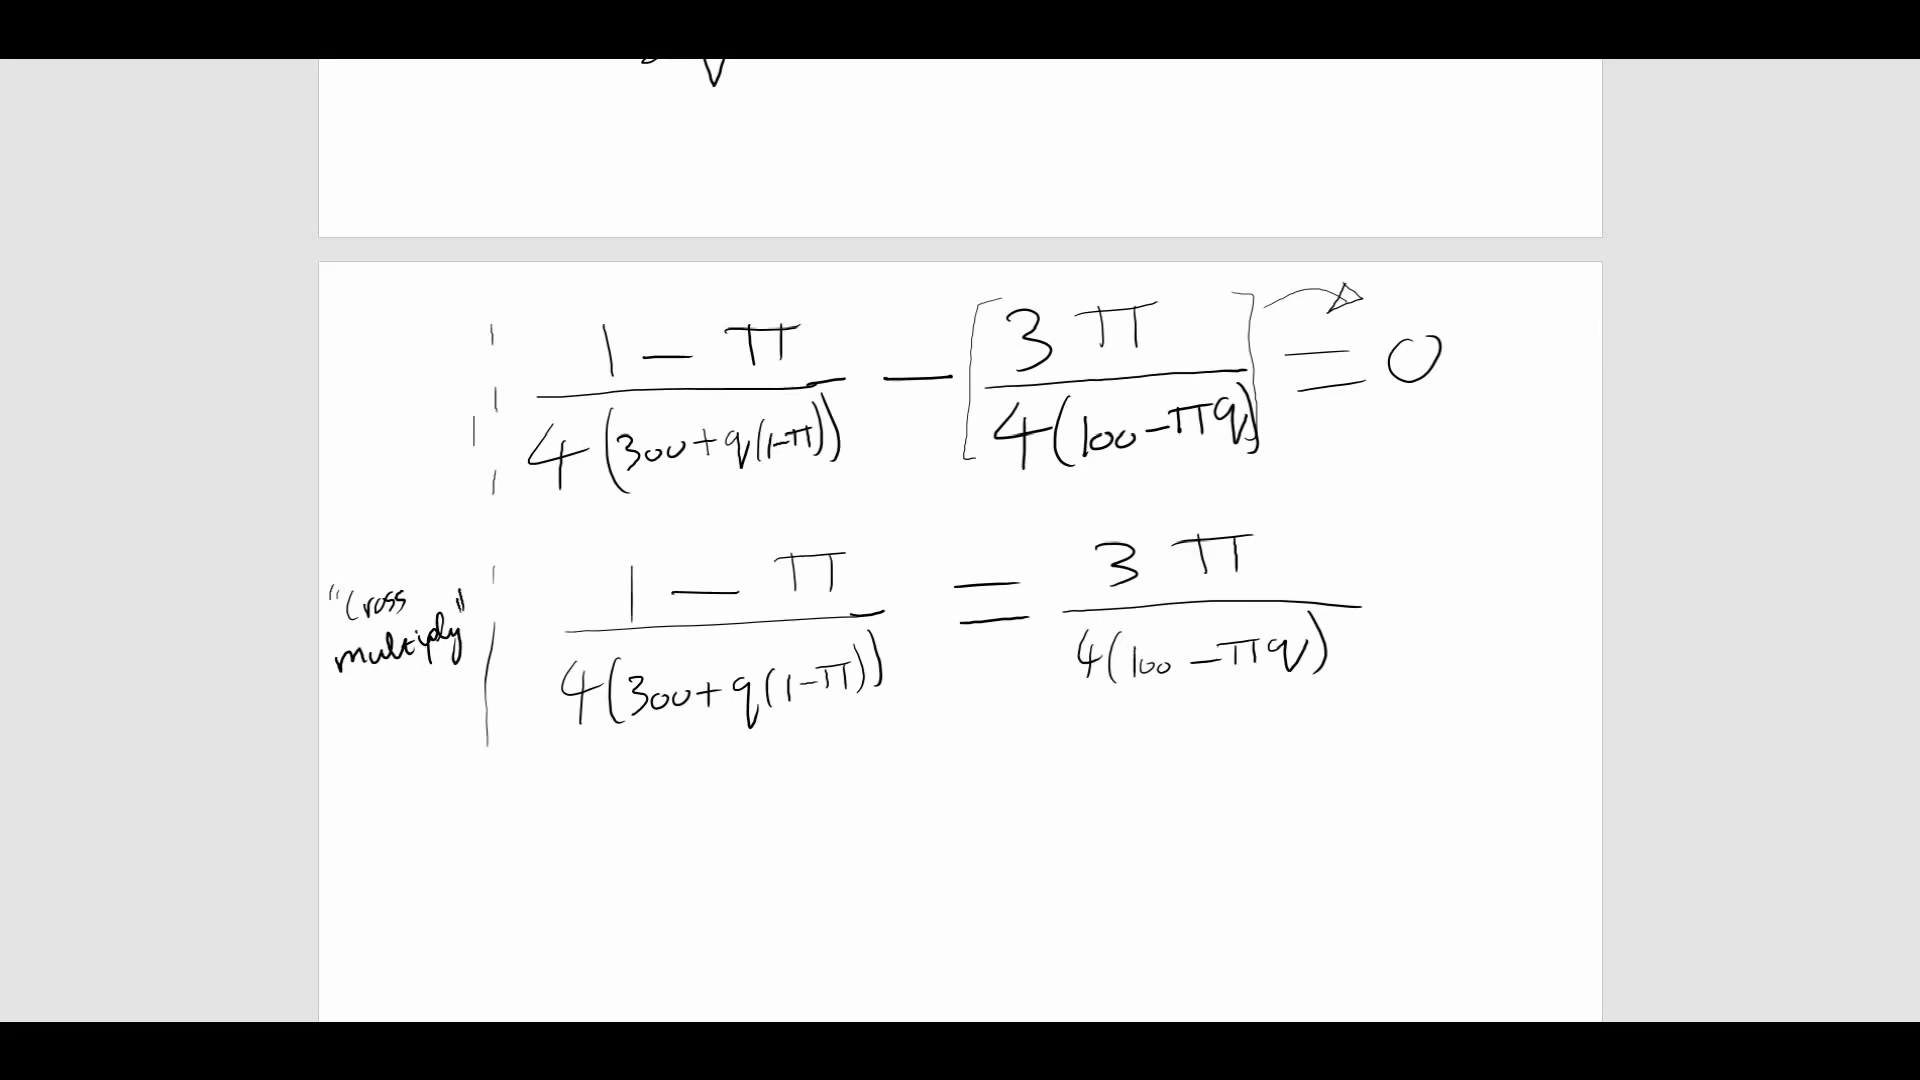 (1 - π) / (4(300+q(1-π))) - [3π / (4(100-πq))] = 0
"Cross multiply"
(1 - π) / (4(300+q(1-π))) = 3π / (4(100-πq))